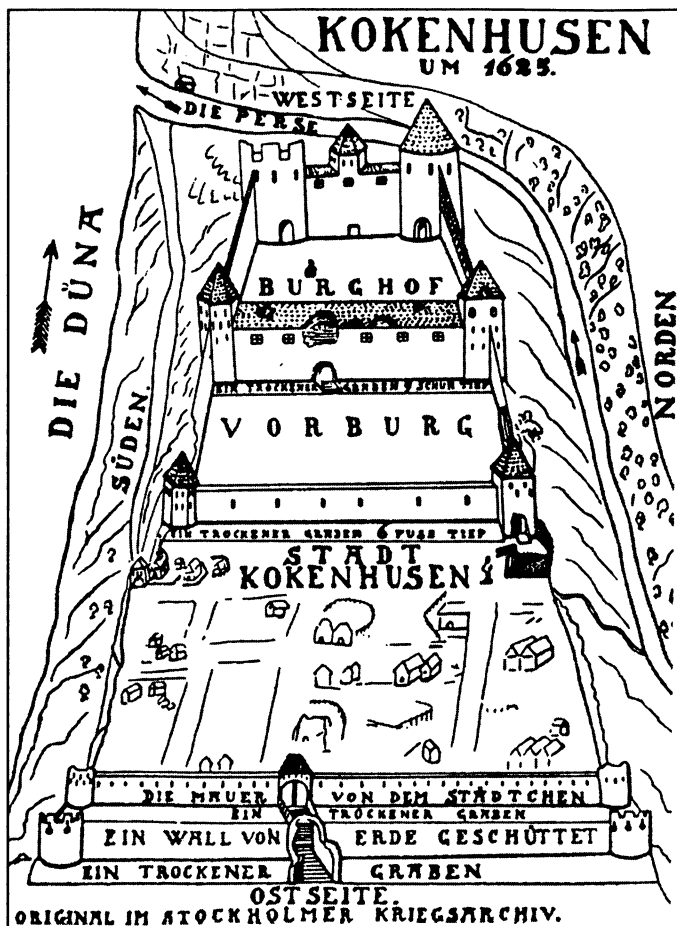 KOKENHUSEN
UM 1625.
WESTSEITE
DIE PERSE
DIE DÜNA
SÜDEN.
NORDEN
BURGHOF
EIN TROCKENER GRABEN 9 SCHUH TIEF
VORBURG
EIN TROCKENER GRABEN 6 FUSS TIEF
STADT
KOKENHUSEN
DIE MAUER VON DEM STÄDTCHEN
EIN TROCKENER GRABEN
EIN WALL VON ERDE GESCHÜTTET
EIN TROCKENER GRABEN
OSTSEITE.
ORIGINAL IM ATOCKHOLMER KRIEGSARCHIV.